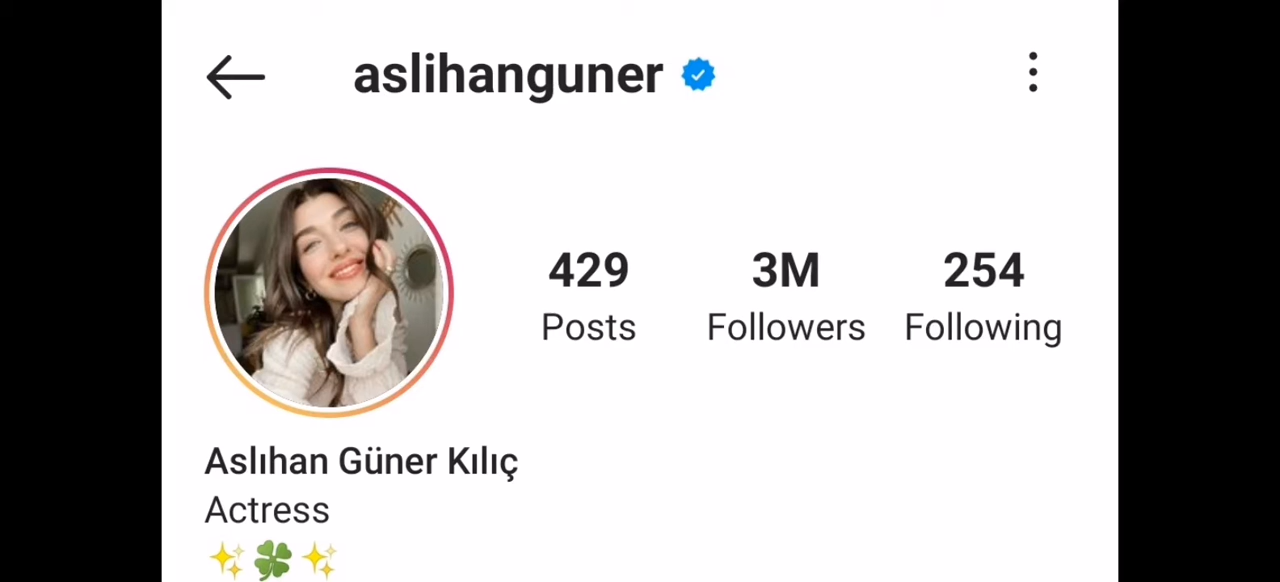 aslihanguner
429 3M 254
Posts Followers Following
Aslıhan Güner Kılıç
Actress
✨🍀✨